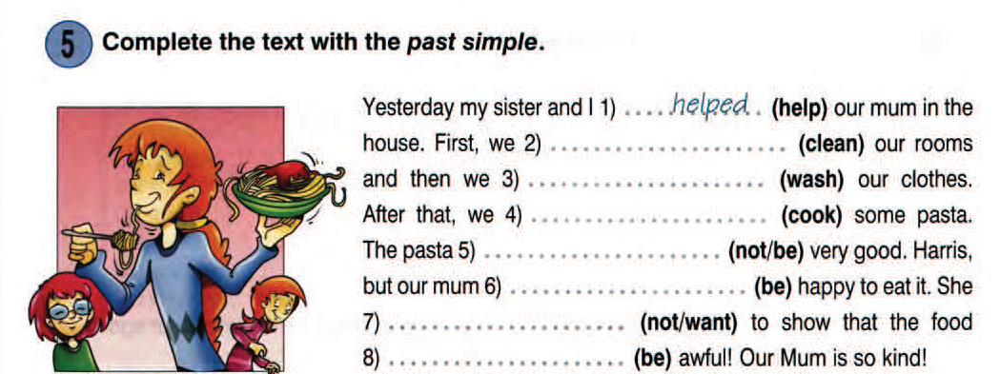 5 Complete the text with the past simple.
Yesterday my sister and I 1) .... helped . (help) our mum in the
house. First, we 2) ........................ (clean) our rooms
and then we 3) ........................ (wash) our clothes.
After that, we 4) ........................ (cook) some pasta.
The pasta 5) ........................ (not/be) very good. Harris,
but our mum 6) ........................ (be) happy to eat it. She
7) ........................ (not/want) to show that the food
8) ........................ (be) awful! Our Mum is so kind!